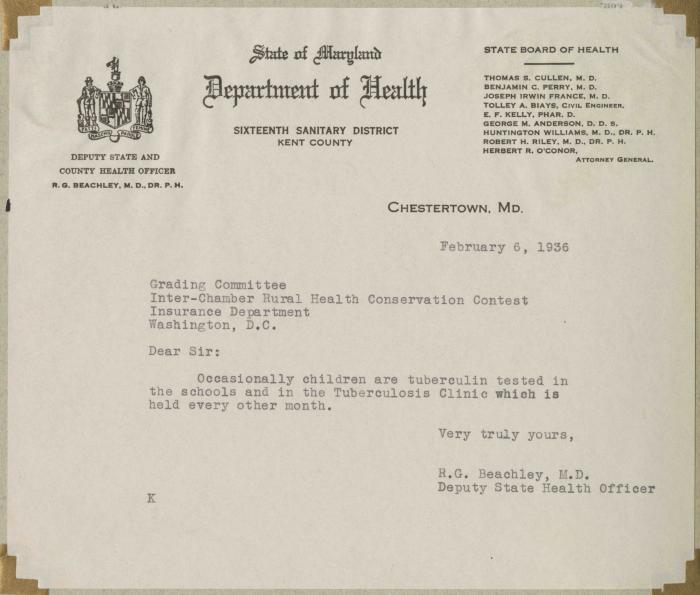 State of Maryland
Department of Health
SIXTEENTH SANITARY DISTRICT
KENT COUNTY
DEPUTY STATE AND
COUNTY HEALTH OFFICER
R. G. BEACHLEY, M. D., DR. P. H.
STATE BOARD OF HEALTH
THOMAS S. CULLEN, M. D.
BENJAMIN C. PERRY, M. D.
JOSEPH IRWIN FRANCE, M. D.
TOLLEY A. BIAYS, CIVIL ENGINEER.
E. F. KELLY, PHAR. D.
GEORGE M. ANDERSON, D. D. S.
HUNTINGTON WILLIAMS, M. D., DR. P. H.
ROBERT H. RILEY, M. D., DR. P. H.
HERBERT R. O'CONOR,
ATTORNEY GENERAL.
CHESTERTOWN, MD.
February 6, 1936
Grading Committee
Inter-Chamber Rural Health Conservation Contest
Insurance Department
Washington, D.C.
Dear Sir:
Occasionally children are tuberculin tested in
the schools and in the Tuberculosis Clinic which is
held every other month.
Very truly yours,
R.G. Beachley, M.D.
Deputy State Health Officer
K